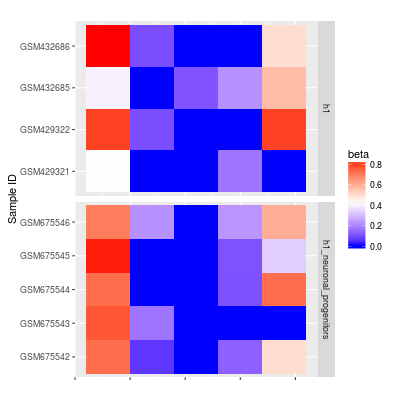 GSM432686
GSM432685
GSM429322
GSM429321
h1
GSM675546
GSM675545
GSM675544
GSM675543
GSM675542
h1_neuronal_progenitors
Sample ID
beta
0.8
0.6
0.4
0.2
0.0